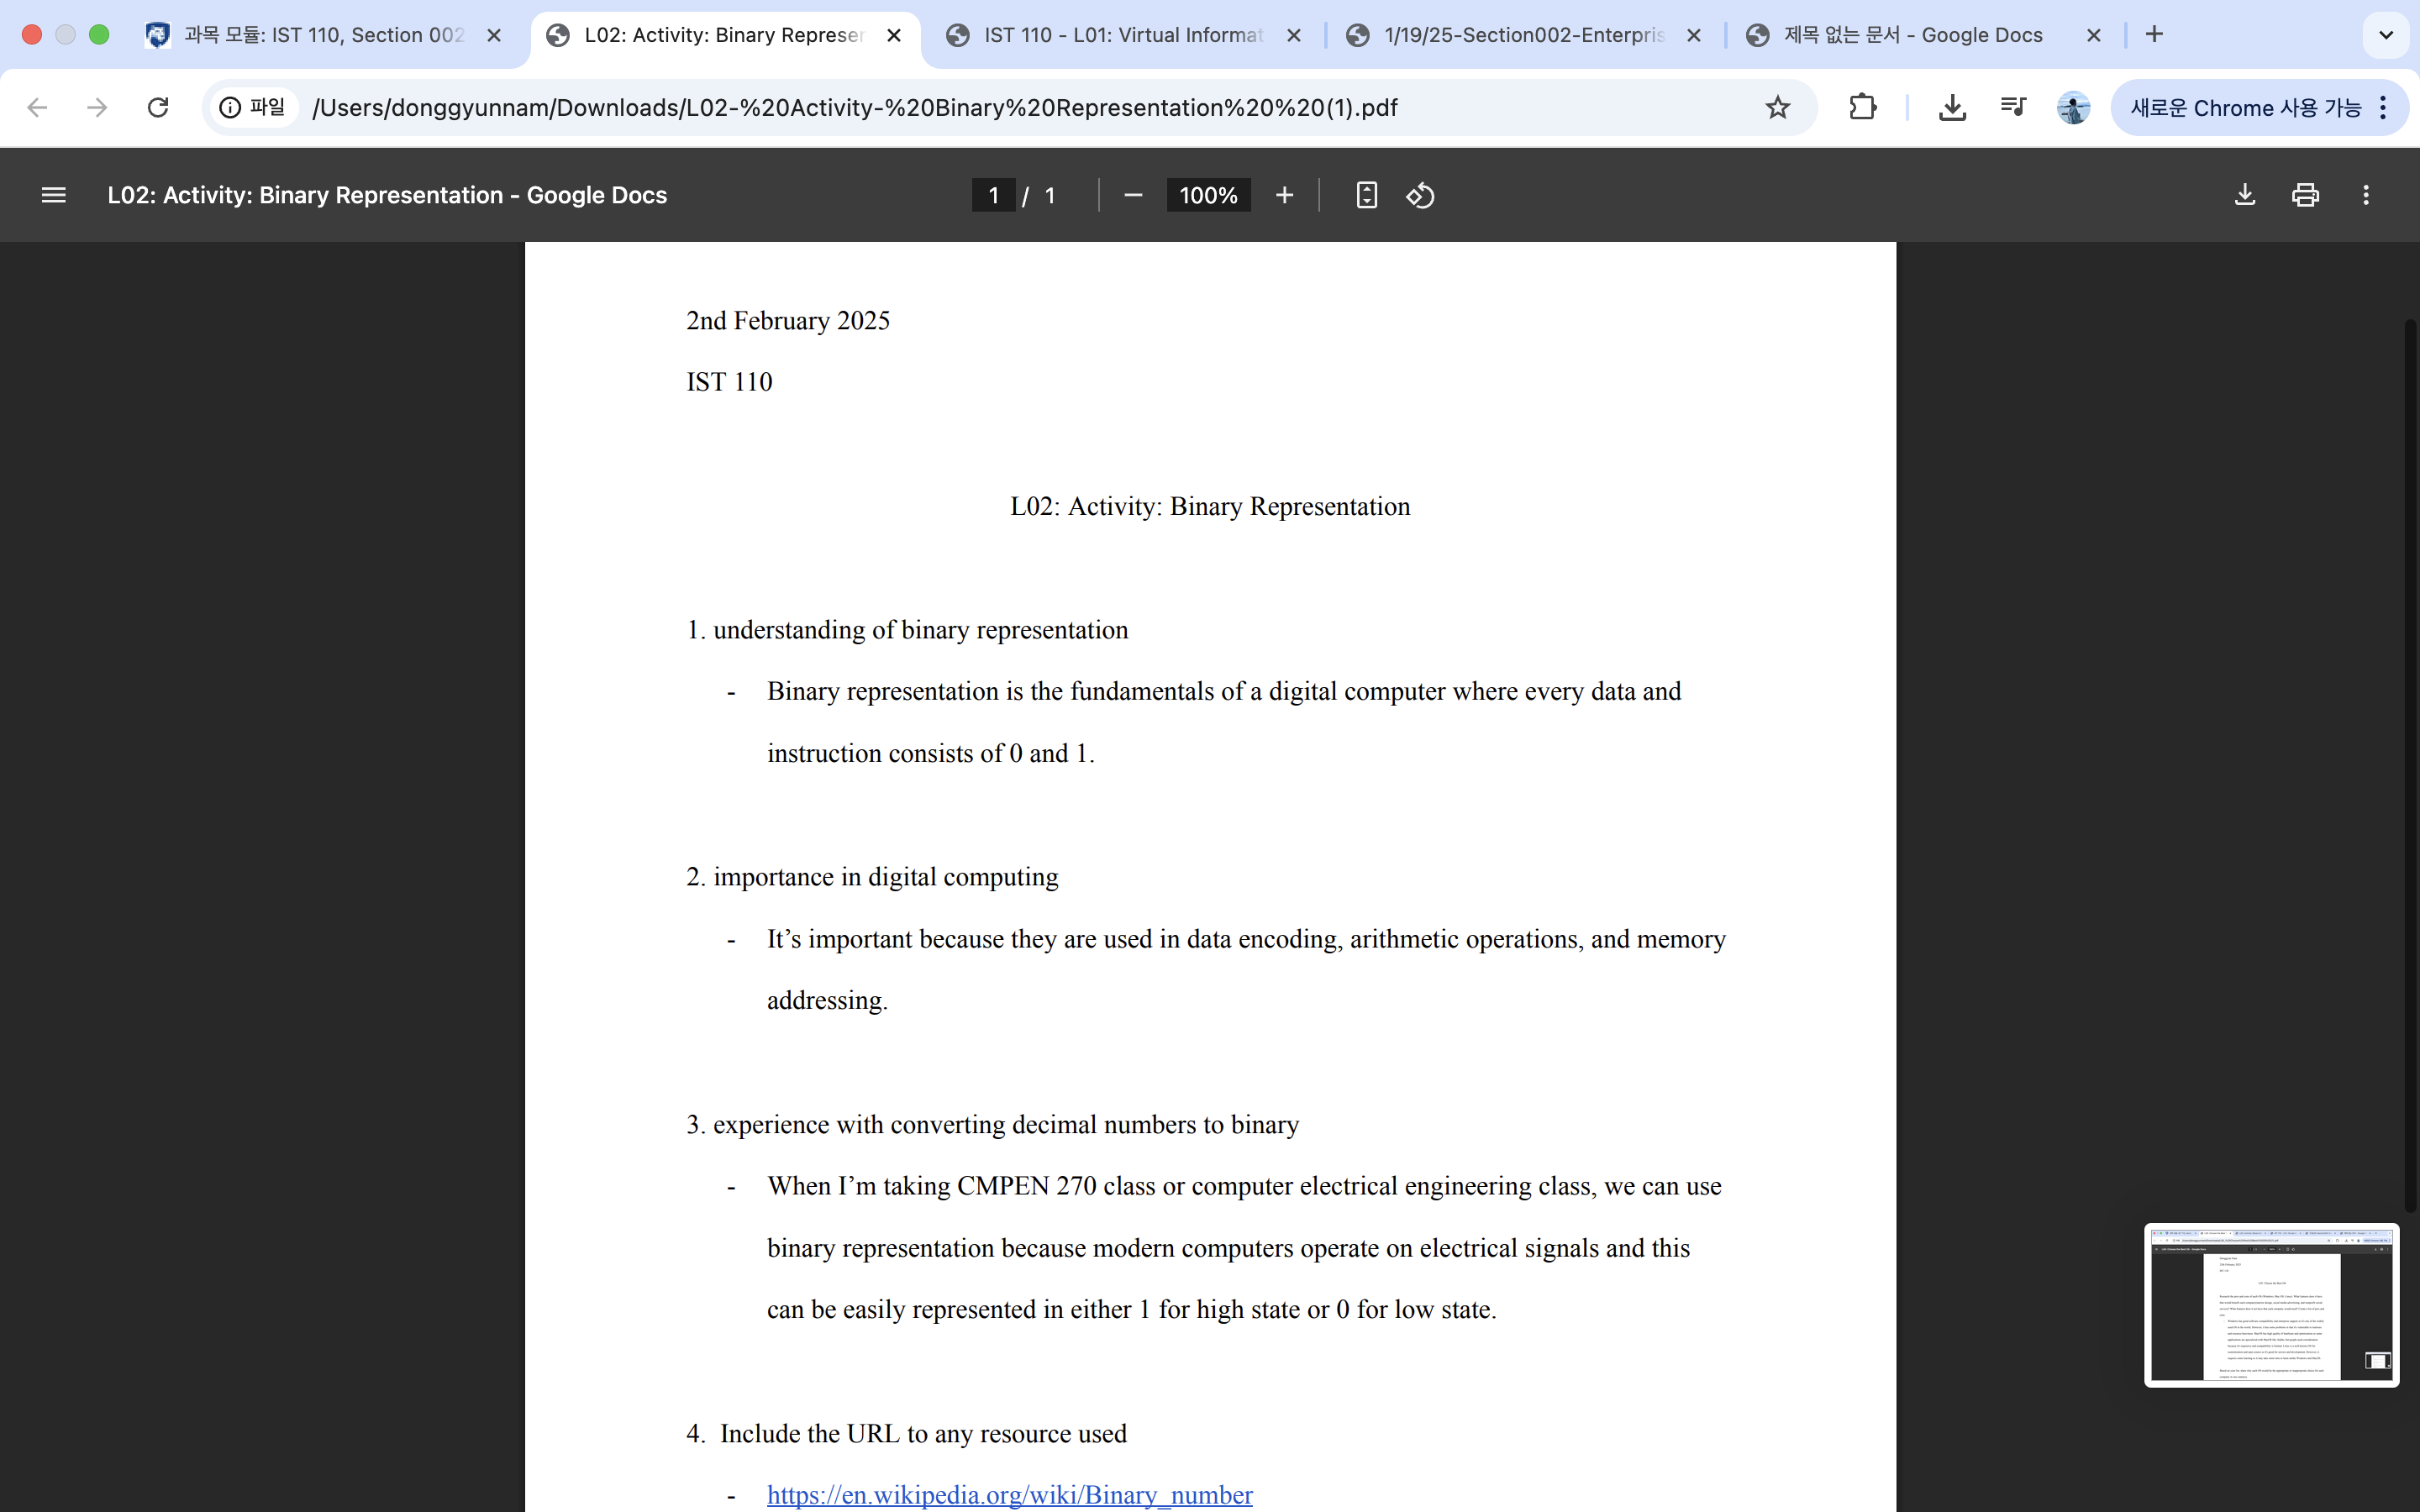 과목 모듈: IST 110, Section 002
L02: Activity: Binary Represen
IST 110 - L01: Virtual Informat
1/19/25-Section002-Enterpris
제목 없는 문서 - Google Docs
파일
/Users/donggyunnam/Downloads/L02-%20Activity-%20Binary%20Representation%20%20(1).pdf
새로운 Chrome 사용 가능
L02: Activity: Binary Representation - Google Docs
1 / 1
100%
2nd February 2025
IST 110
L02: Activity: Binary Representation
1. understanding of binary representation
- Binary representation is the fundamentals of a digital computer where every data and
instruction consists of 0 and 1.
2. importance in digital computing
- It’s important because they are used in data encoding, arithmetic operations, and memory
addressing.
3. experience with converting decimal numbers to binary
- When I’m taking CMPEN 270 class or computer electrical engineering class, we can use
binary representation because modern computers operate on electrical signals and this
can be easily represented in either 1 for high state or 0 for low state.
4. Include the URL to any resource used
- https://en.wikipedia.org/wiki/Binary_number